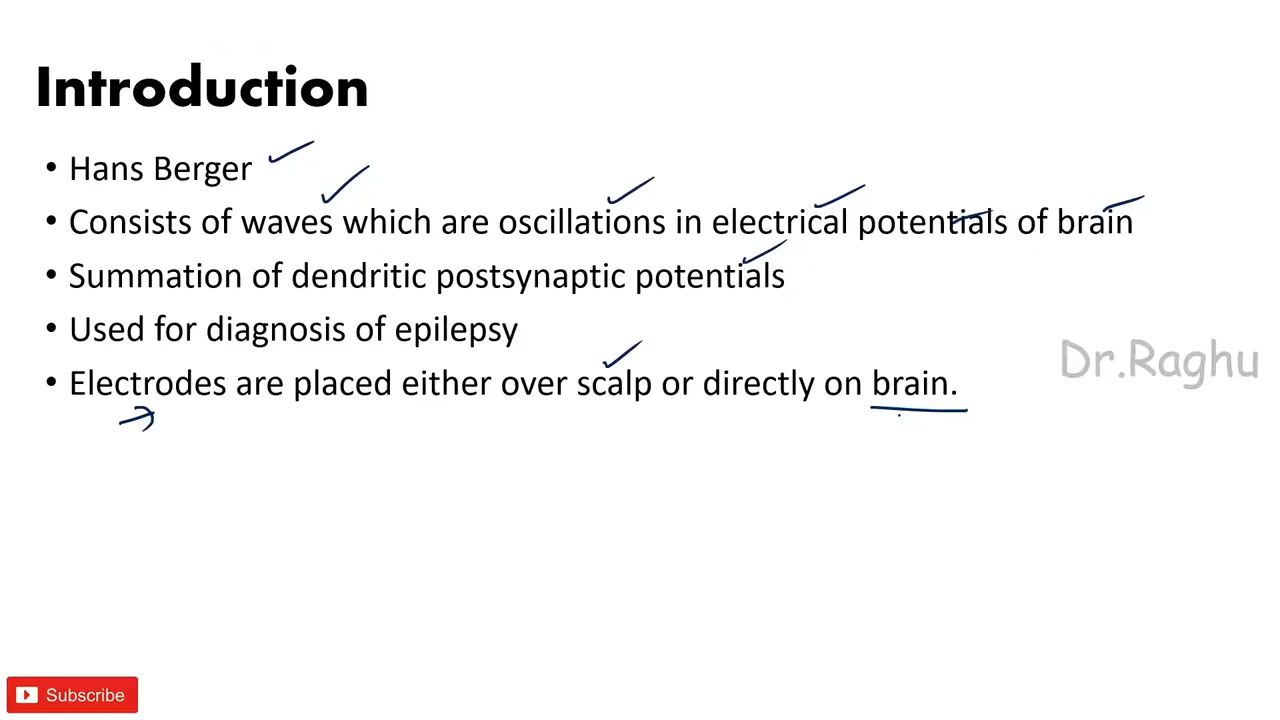 Introduction
• Hans Berger
• Consists of waves which are oscillations in electrical potentials of brain
• Summation of dendritic postsynaptic potentials
• Used for diagnosis of epilepsy
Dr.Raghu
• Electrodes are placed either over scalp or directly on brain.
Subscribe